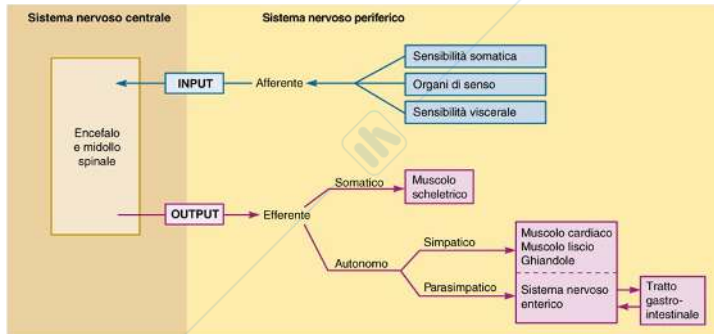 Sistema nervoso centrale
Sistema nervoso periferico
Sensibilità somatica
INPUT
Afferente
Organi di senso
Sensibilità viscerale
Encefalo
e midollo
spinale
Somatico
Muscolo
scheletrico
OUTPUT
Efferente
Simpatico
Muscolo cardiaco
Muscolo liscio
Ghiandole
Autonomo
Parasimpatico
Sistema nervoso
enterico
Tratto
gastro-
intestinale